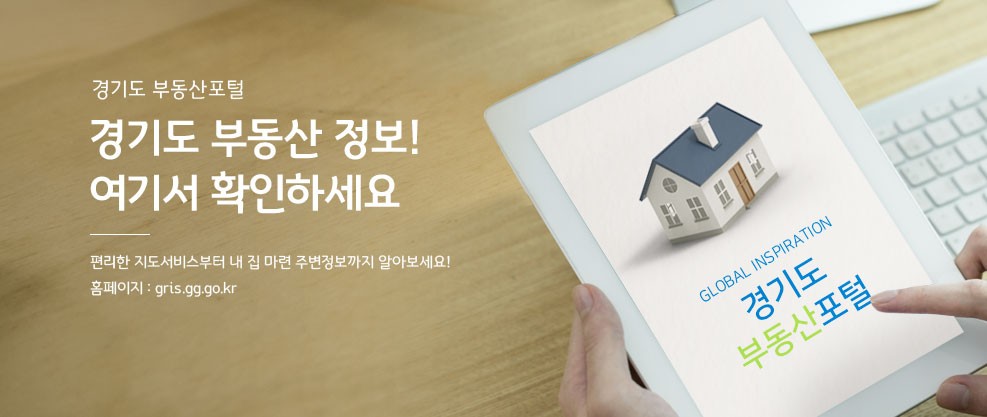 경기도 부동산포털
경기도 부동산 정보!
여기서 확인하세요
편리한 지도서비스부터 내 집 마련 주변정보까지 알아보세요!
홈페이지 : gris.gg.go.kr
GLOBAL INSPIRATION
경기도
부동산포털